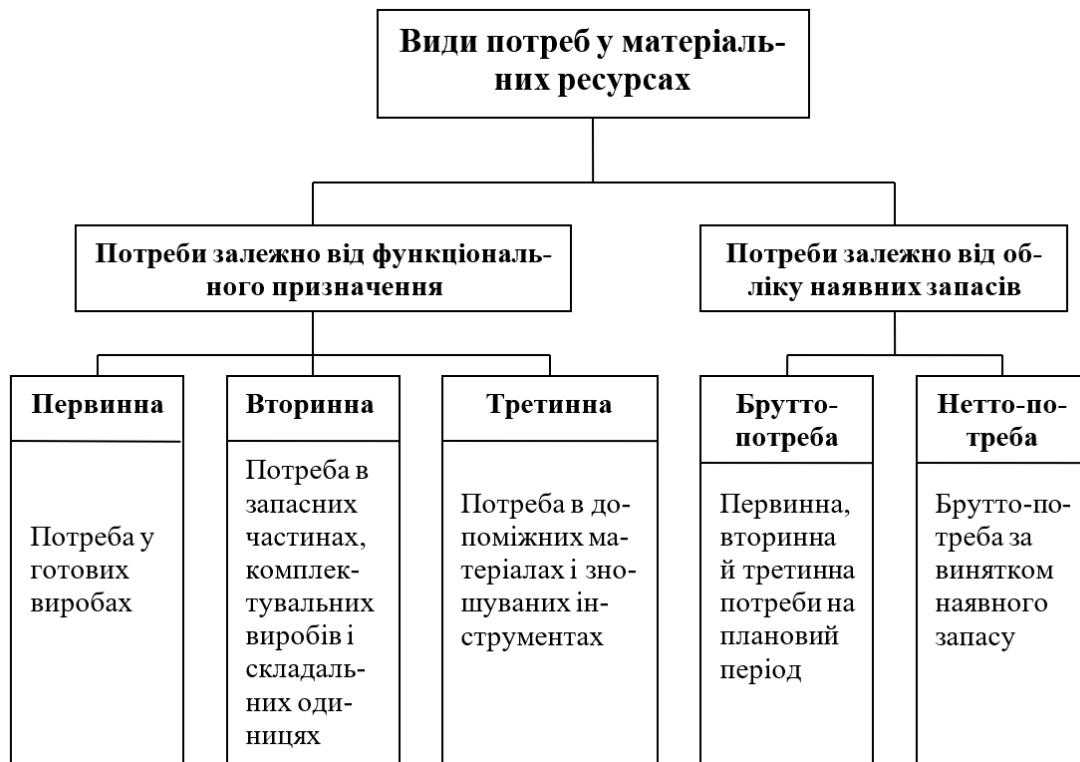 Види потреб у матеріаль-
них ресурсах
Потреби залежно від функціональ-
ного призначення
Потреби залежно від об-
ліку наявних запасів
Первинна
Потреба у
готових
виробах
Вторинна
Потреба в
запасних
частинах,
комплек-
тувальних
виробів і
складаль-
них оди-
ницях
Третинна
Потреба в до-
поміжних ма-
теріалах і зно-
шуваних ін-
струментах
Брутто-
потреба
Первинна,
вторинна
й третинна
потреби на
плановий
період
Нетто-по-
треба
Брутто-по-
треба за
винятком
наявного
запасу